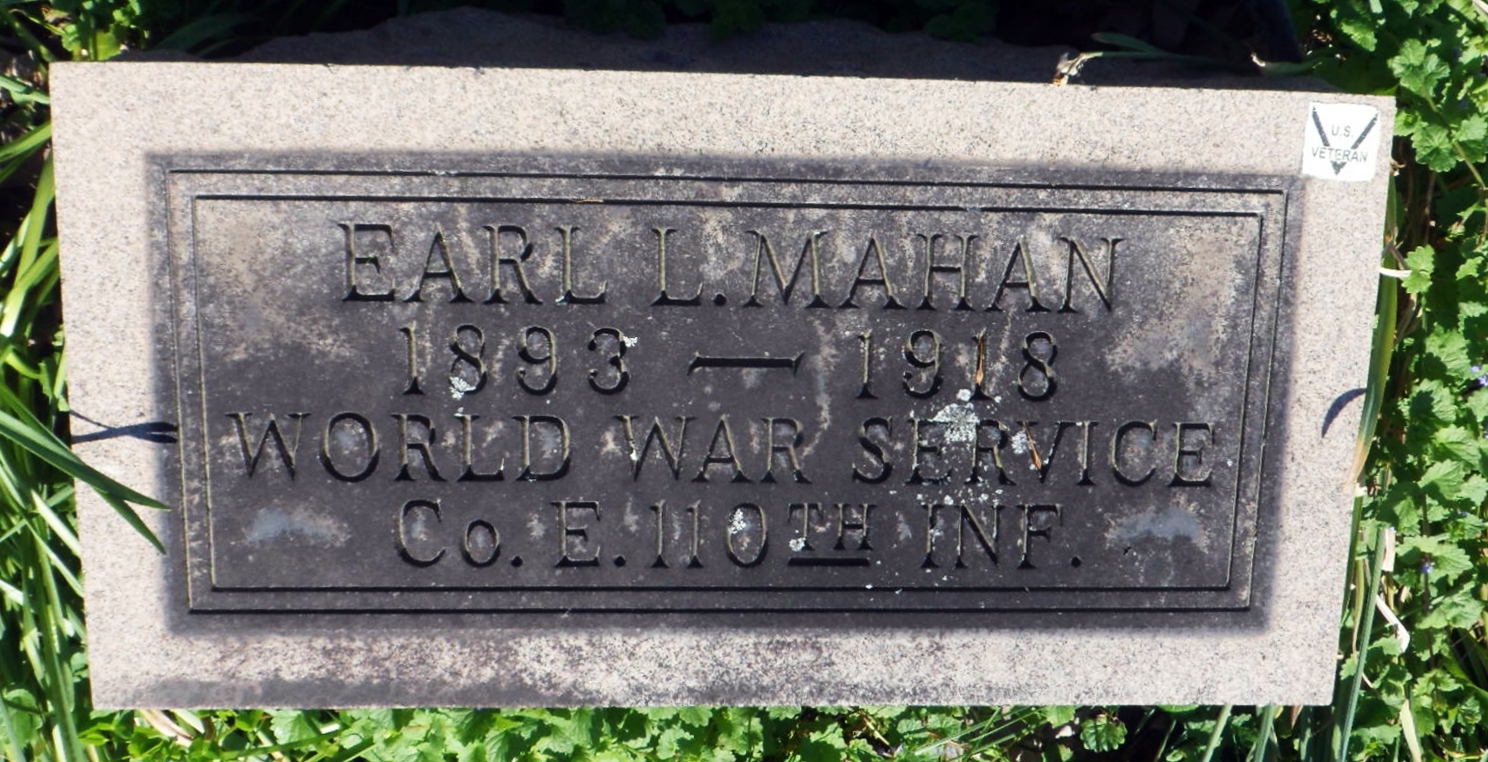 U.S.
VETERAN
EARL L. MAHAN
1893 — 1918
WORLD WAR SERVICE
Co. E. 110TH INF.